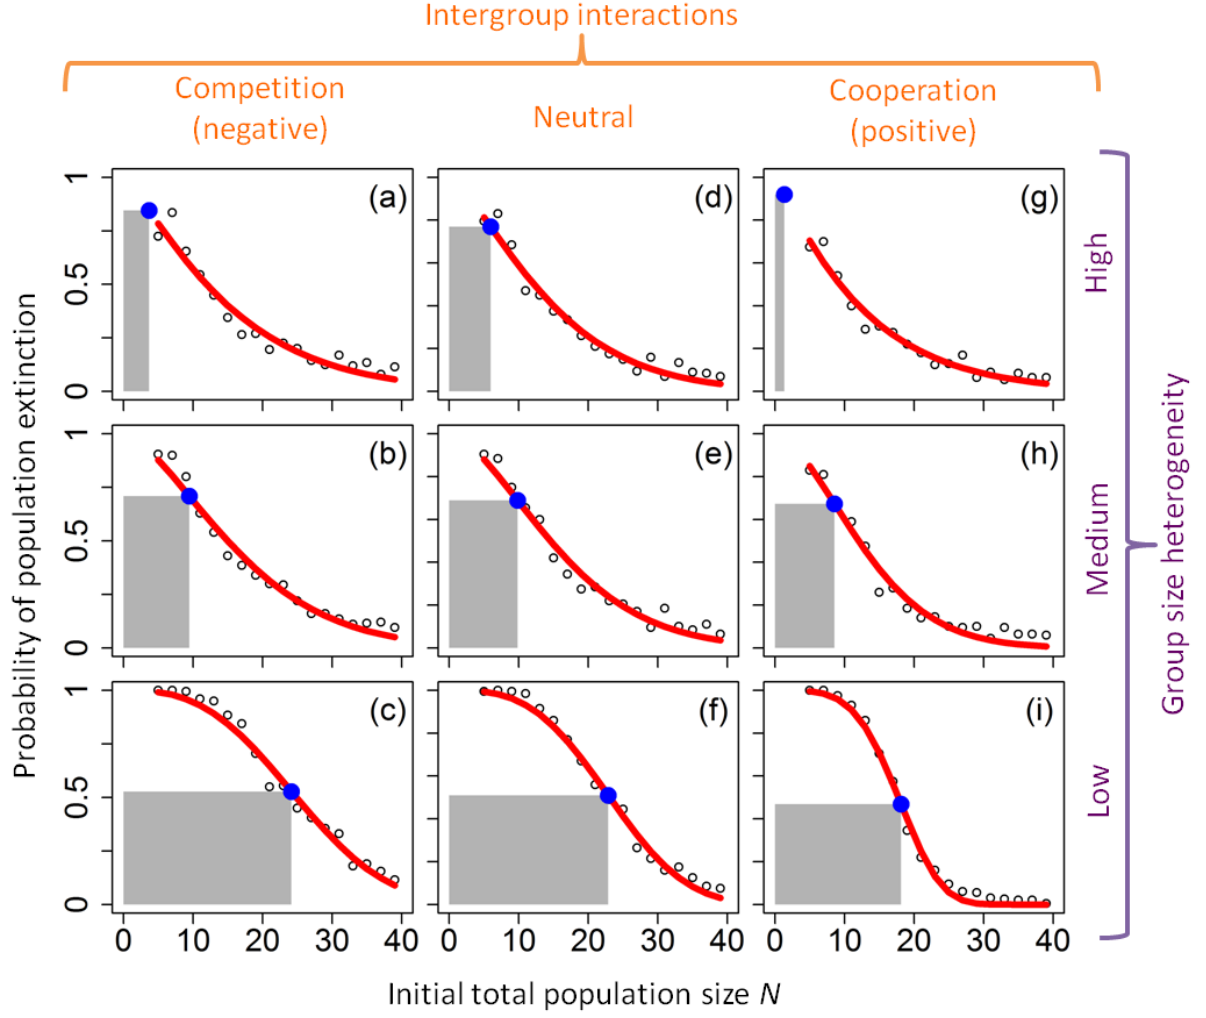 Intergroup interactions
Competition
(negative)
Neutral
Cooperation
(positive)
Probability of population extinction
1
0.5
0
(a)
(d)
(g)
High
1
0.5
0
(b)
(e)
(h)
Medium
Group size heterogeneity
1
0.5
0
(c)
(f)
(i)
Low
0 10 20 30 40
0 10 20 30 40
0 10 20 30 40
Initial total population size N